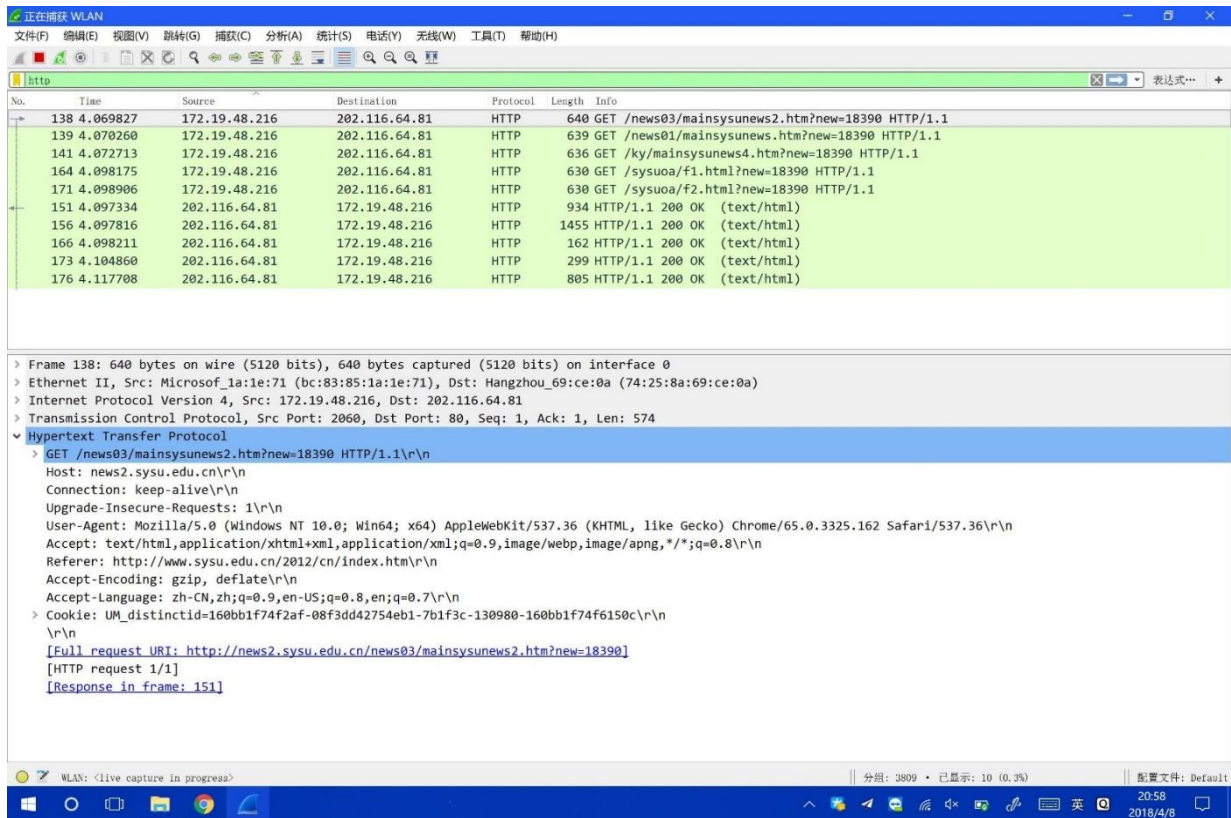 正在捕获 WLAN
文件(F) 编辑(E) 视图(V) 跳转(G) 捕获(C) 分析(A) 统计(S) 电话(Y) 无线(W) 工具(T) 帮助(H)
http 表达式… +
No. Time Source Destination Protocol Length Info
138 4.069827 172.19.48.216 202.116.64.81 HTTP 640 GET /news03/mainsysunews2.htm?new=18390 HTTP/1.1
139 4.070260 172.19.48.216 202.116.64.81 HTTP 639 GET /news01/mainsysunews.htm?new=18390 HTTP/1.1
141 4.072713 172.19.48.216 202.116.64.81 HTTP 636 GET /ky/mainsysunews4.htm?new=18390 HTTP/1.1
164 4.098175 172.19.48.216 202.116.64.81 HTTP 630 GET /sysuoa/f1.html?new=18390 HTTP/1.1
171 4.098906 172.19.48.216 202.116.64.81 HTTP 630 GET /sysuoa/f2.html?new=18390 HTTP/1.1
151 4.097334 202.116.64.81 172.19.48.216 HTTP 934 HTTP/1.1 200 OK (text/html)
156 4.097816 202.116.64.81 172.19.48.216 HTTP 1455 HTTP/1.1 200 OK (text/html)
166 4.098211 202.116.64.81 172.19.48.216 HTTP 162 HTTP/1.1 200 OK (text/html)
173 4.104860 202.116.64.81 172.19.48.216 HTTP 299 HTTP/1.1 200 OK (text/html)
176 4.117708 202.116.64.81 172.19.48.216 HTTP 805 HTTP/1.1 200 OK (text/html)
> Frame 138: 640 bytes on wire (5120 bits), 640 bytes captured (5120 bits) on interface 0
> Ethernet II, Src: Microsof_1a:1e:71 (bc:83:85:1a:1e:71), Dst: Hangzhou_69:ce:0a (74:25:8a:69:ce:0a)
> Internet Protocol Version 4, Src: 172.19.48.216, Dst: 202.116.64.81
> Transmission Control Protocol, Src Port: 2060, Dst Port: 80, Seq: 1, Ack: 1, Len: 574
Hypertext Transfer Protocol
> GET /news03/mainsysunews2.htm?new=18390 HTTP/1.1\r\n
Host: news2.sysu.edu.cn\r\n
Connection: keep-alive\r\n
Upgrade-Insecure-Requests: 1\r\n
User-Agent: Mozilla/5.0 (Windows NT 10.0; Win64; x64) AppleWebKit/537.36 (KHTML, like Gecko) Chrome/65.0.3325.162 Safari/537.36\r\n
Accept: text/html,application/xhtml+xml,application/xml;q=0.9,image/webp,image/apng,*/*;q=0.8\r\n
Referer: http://www.sysu.edu.cn/2012/cn/index.htm\r\n
Accept-Encoding: gzip, deflate\r\n
Accept-Language: zh-CN,zh;q=0.9,en-US;q=0.8,en;q=0.7\r\n
> Cookie: UM_distinctid=160bb1f74f2af-08f3dd42754eb1-7b1f3c-130980-160bb1f74f6150c\r\n
\r\n
[Full request URI: http://news2.sysu.edu.cn/news03/mainsysunews2.htm?new=18390]
[HTTP request 1/1]
[Response in frame: 151]
WLAN: <live capture in progress> 分组: 3809 · 已显示: 10 (0.3%) 配置文件: Default
英 20:58
2018/4/8